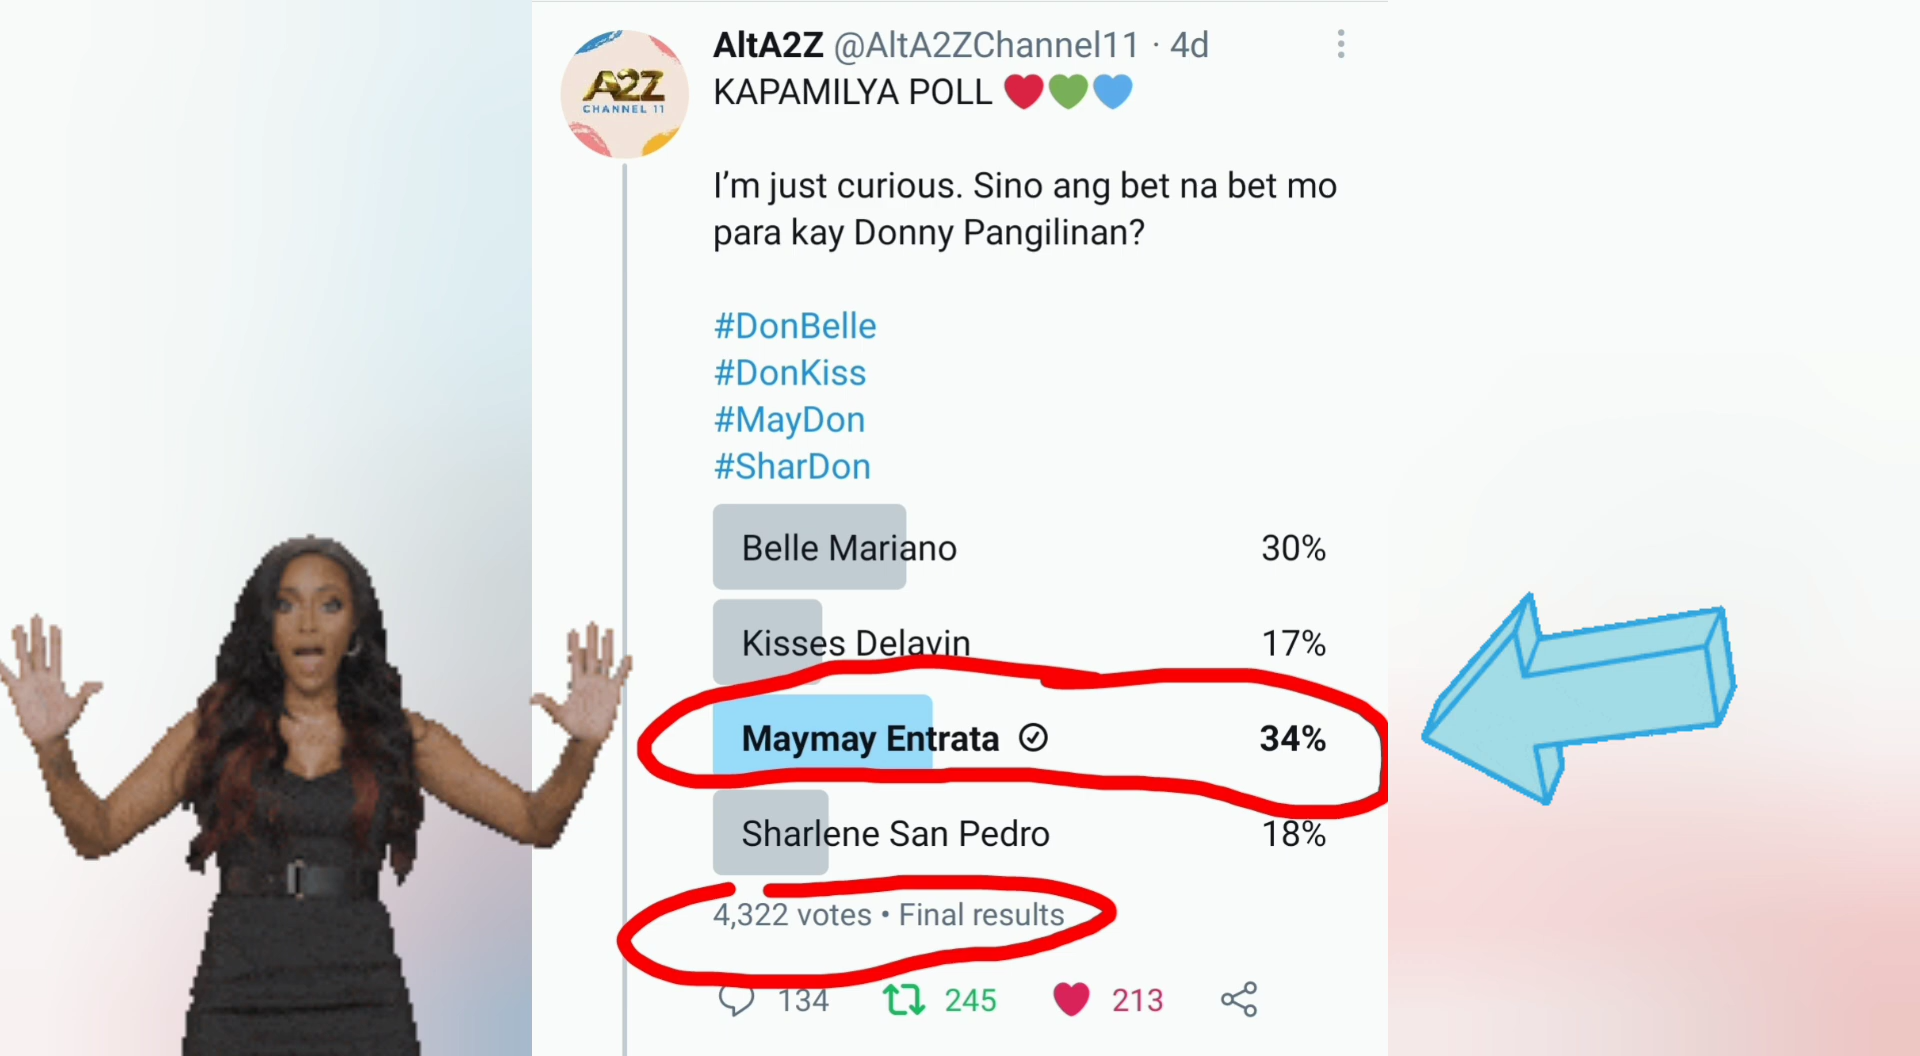 AltA2Z @AltA2ZChannel11 · 4d
KAPAMILYA POLL ❤️💚💙
A2Z
CHANNEL 11
I'm just curious. Sino ang bet na bet mo
para kay Donny Pangilinan?
#DonBelle
#DonKiss
#MayDon
#SharDon
Belle Mariano 30%
Kisses Delavin 17%
Maymay Entrata 34%
Sharlene San Pedro 18%
4,322 votes • Final results
134 245 213